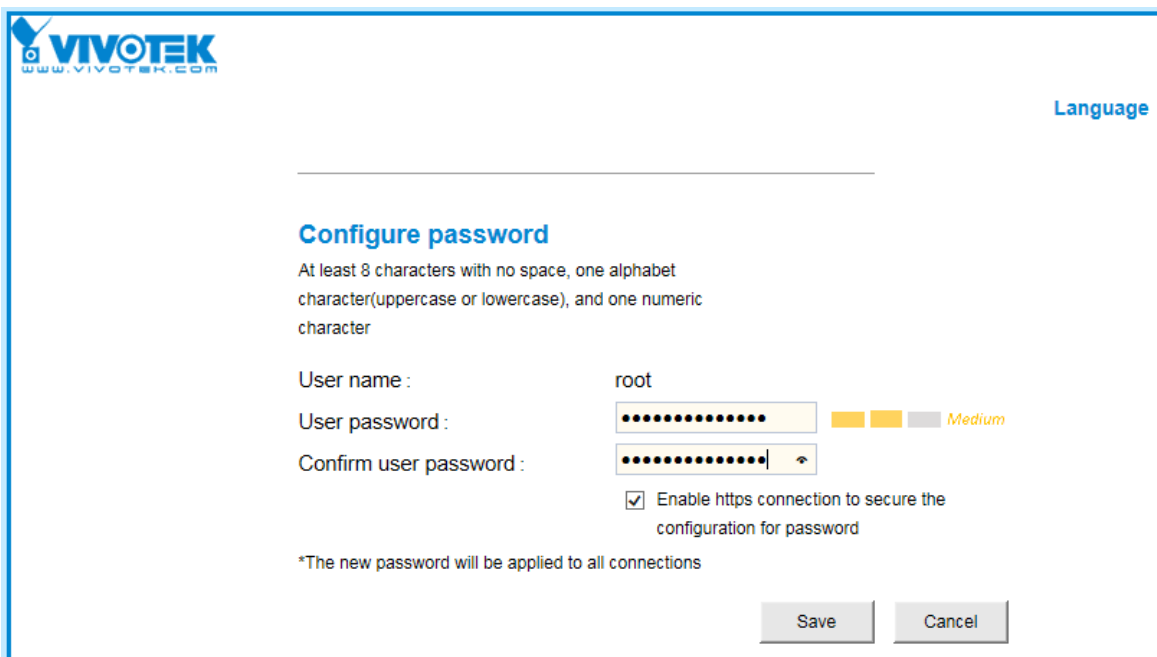 VIVOTEK
www.vivotek.com
Language
Configure password
At least 8 characters with no space, one alphabet
character(uppercase or lowercase), and one numeric
character
User name : root
User password : •••••••••••••• Medium
Confirm user password : ••••••••••••••
Enable https connection to secure the
configuration for password
*The new password will be applied to all connections
Save Cancel